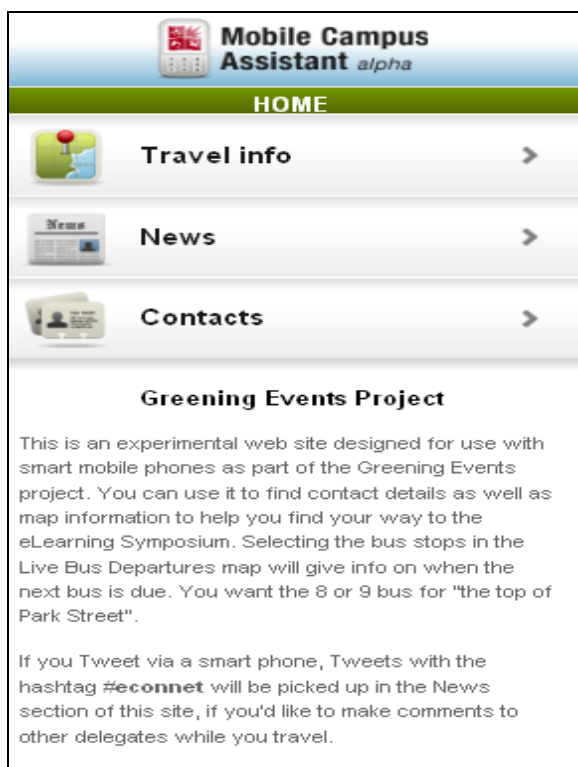 Mobile Campus
Assistant alpha
HOME
Travel info
News
News
Contacts
Greening Events Project
This is an experimental web site designed for use with
smart mobile phones as part of the Greening Events
project. You can use it to find contact details as well as
map information to help you find your way to the
eLearning Symposium. Selecting the bus stops in the
Live Bus Departures map will give info on when the
next bus is due. You want the 8 or 9 bus for "the top of
Park Street".
If you Tweet via a smart phone, Tweets with the
hashtag #econnet will be picked up in the News
section of this site, if you'd like to make comments to
other delegates while you travel.